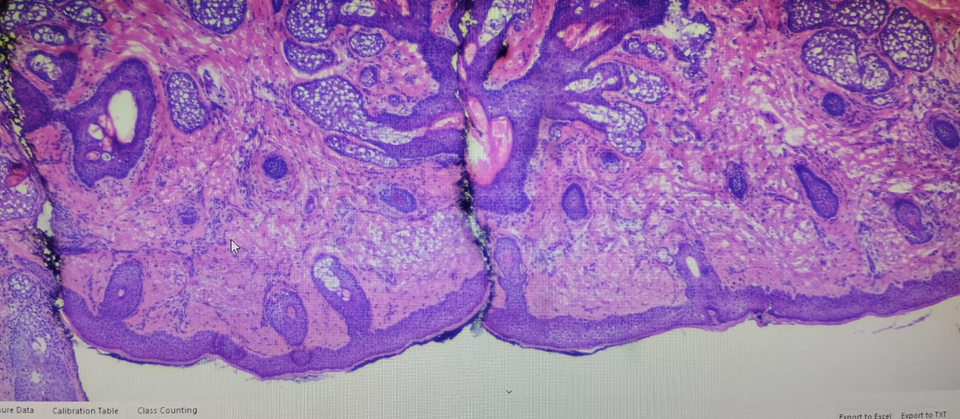 sure Data Calibration Table Class Counting Export to Excel Export to TXT